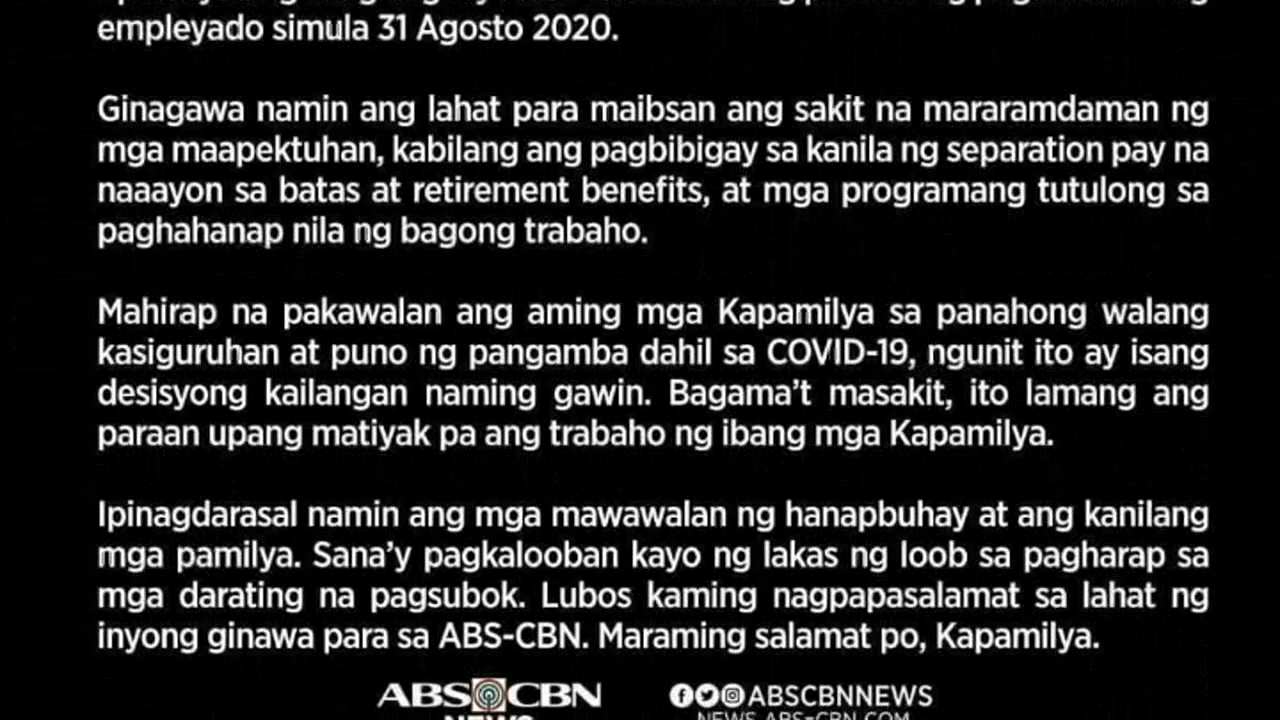 empleyado simula 31 Agosto 2020.
Ginagawa namin ang lahat para maibsan ang sakit na mararamdaman ng
mga maapektuhan, kabilang ang pagbibigay sa kanila ng separation pay na
naaayon sa batas at retirement benefits, at mga programang tutulong sa
paghahanap nila ng bagong trabaho.
Mahirap na pakawalan ang aming mga Kapamilya sa panahong walang
kasiguruhan at puno ng pangamba dahil sa COVID-19, ngunit ito ay isang
desisyong kailangan naming gawin. Bagama't masakit, ito lamang ang
paraan upang matiyak pa ang trabaho ng ibang mga Kapamilya.
Ipinagdarasal namin ang mga mawawalan ng hanapbuhay at ang kanilang
mga pamilya. Sana'y pagkalooban kayo ng lakas ng loob sa pagharap sa
mga darating na pagsubok. Lubos kaming nagpapasalamat sa lahat ng
inyong ginawa para sa ABS-CBN. Maraming salamat po, Kapamilya.
ABS CBN ABSCBNNEWS
NEWS NEWS.ABS-CBN.COM